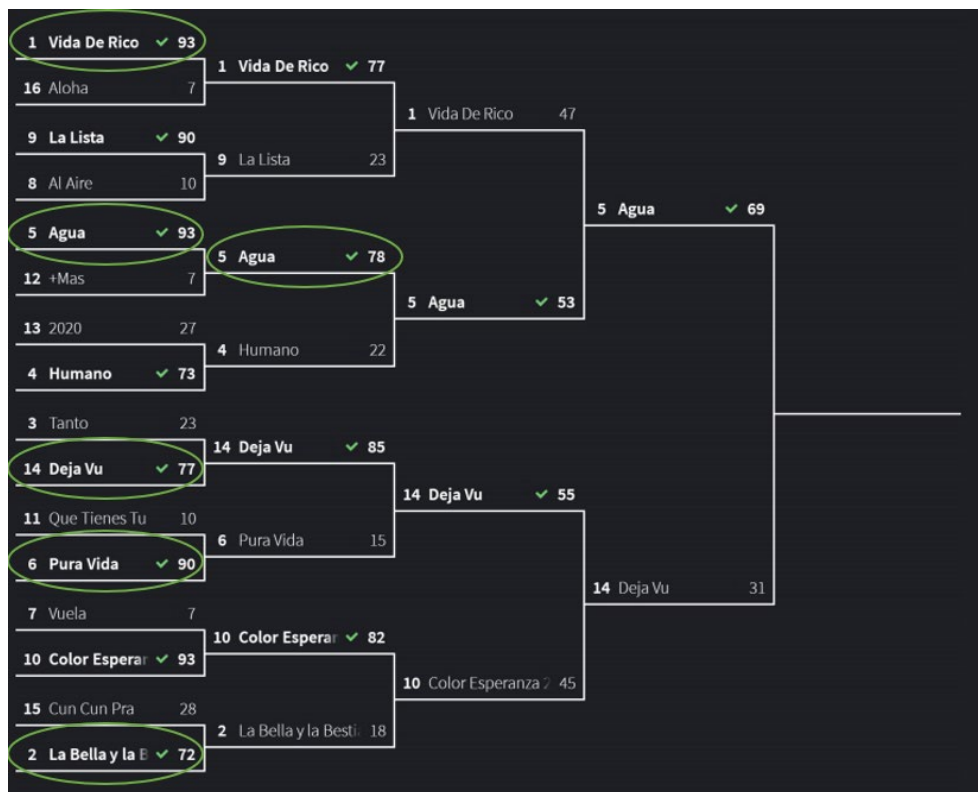 1 Vida De Rico ✓ 93
16 Aloha 7
9 La Lista ✓ 90
8 Al Aire 10
5 Agua ✓ 93
12 +Mas 7
13 2020 27
4 Humano ✓ 73
3 Tanto 23
14 Deja Vu ✓ 77
11 Que Tienes Tu 10
6 Pura Vida ✓ 90
7 Vuela 7
10 Color Esperar ✓ 93
15 Cun Cun Pra 28
2 La Bella y la B ✓ 72
1 Vida De Rico ✓ 77
9 La Lista 23
5 Agua ✓ 78
4 Humano 22
14 Deja Vu ✓ 85
6 Pura Vida 15
10 Color Esperar ✓ 82
2 La Bella y la Besti 18
1 Vida De Rico 47
5 Agua ✓ 53
14 Deja Vu ✓ 55
10 Color Esperanza 2 45
5 Agua ✓ 69
14 Deja Vu 31